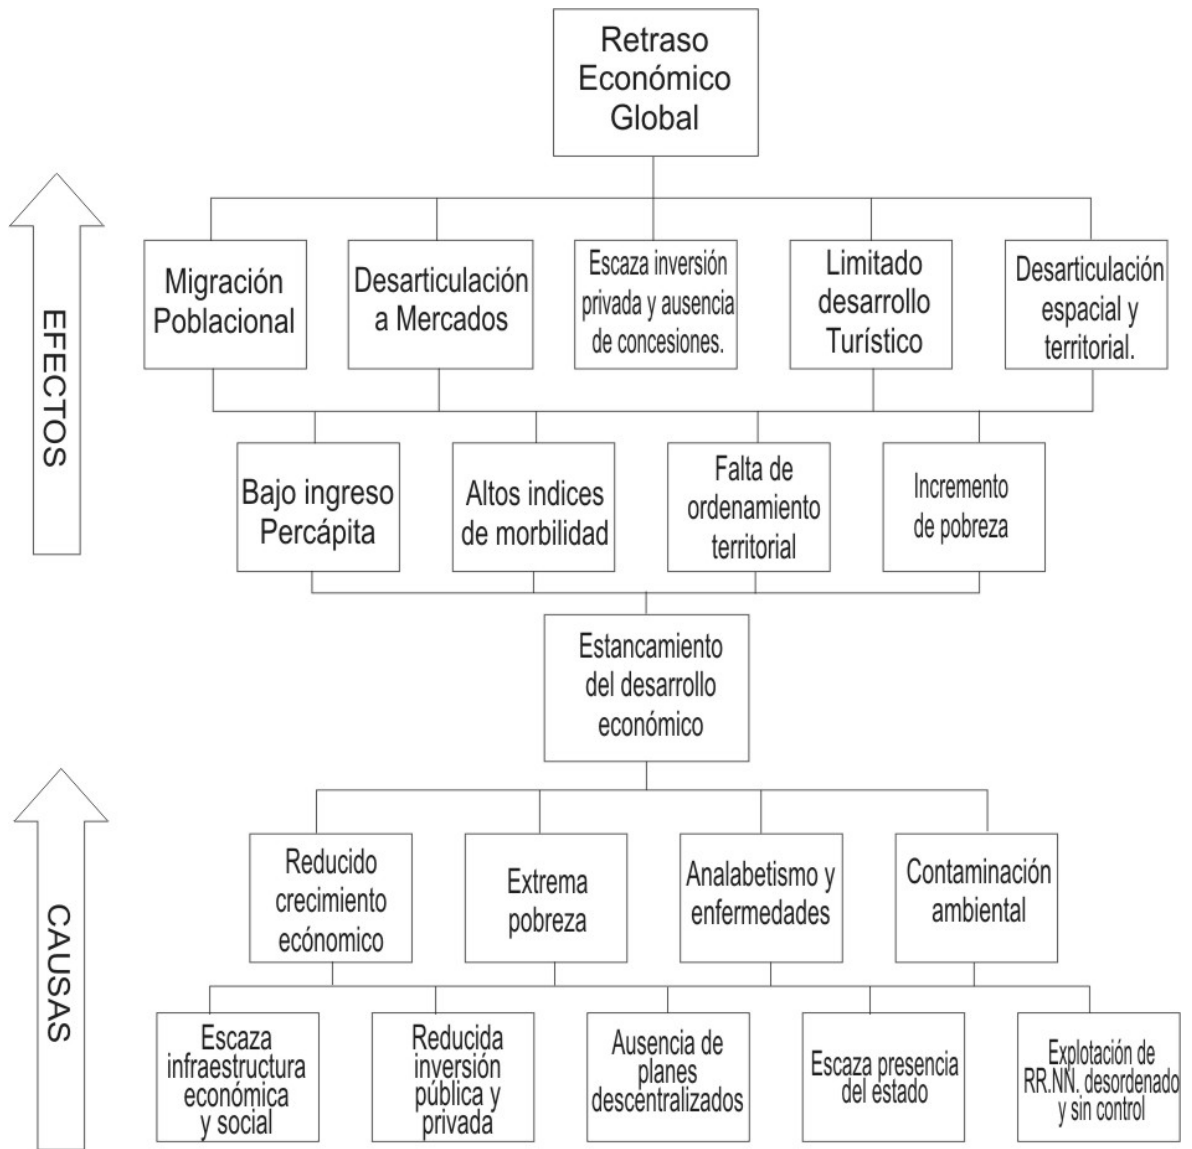 Retraso
Económico
Global
EFECTOS
Migración
Poblacional
Desarticulación
a Mercados
Escaza inversión
privada y ausencia
de concesiones.
Limitado
desarrollo
Turístico
Desarticulación
espacial y
territorial.
Bajo ingreso
Percápita
Altos indices
de morbilidad
Falta de
ordenamiento
territorial
Incremento
de pobreza
Estancamiento
del desarrollo
económico
CAUSAS
Reducido
crecimiento
ecónomico
Extrema
pobreza
Analabetismo y
enfermedades
Contaminación
ambiental
Escaza
infraestructura
económica
y social
Reducida
inversión
pública y
privada
Ausencia de
planes
descentralizados
Escaza presencia
del estado
Explotación de
RR.NN. desordenado
y sin control